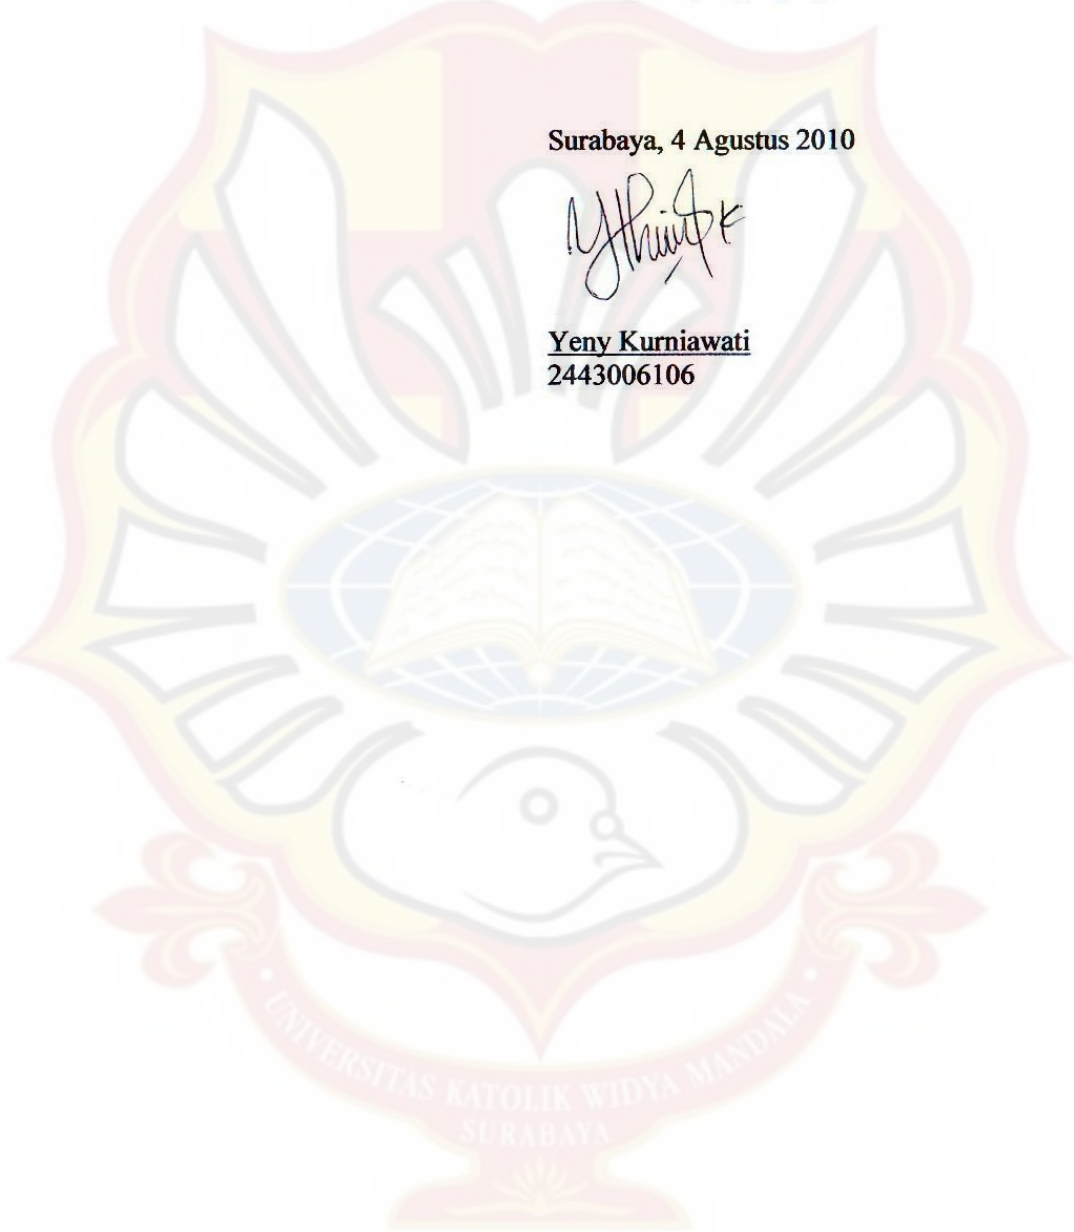 Surabaya, 4 Agustus 2010
Yeny Kurniawati
2443006106
UNIVERSITAS KATOLIK WIDYA MANDALA
SURABAYA